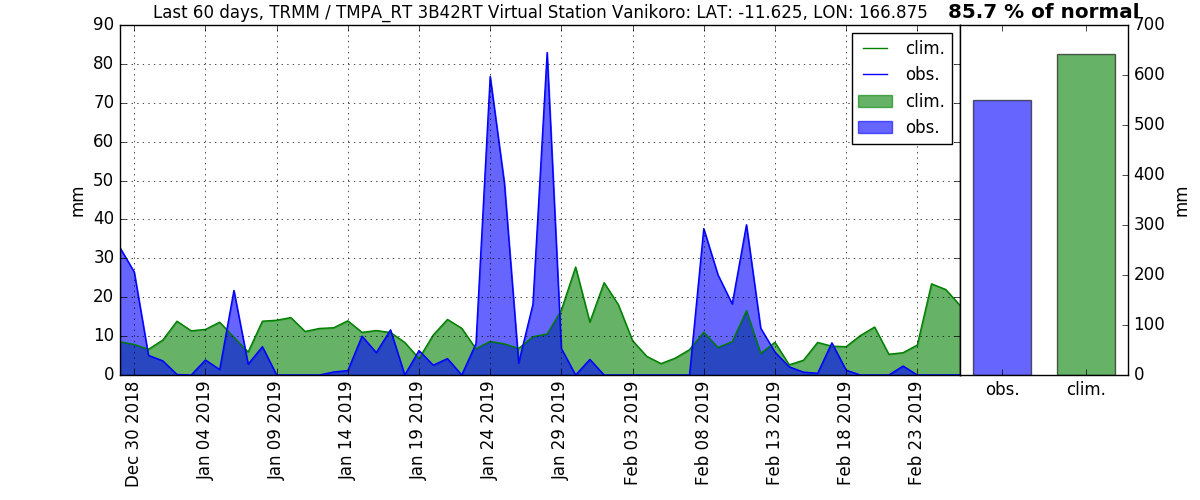 Last 60 days, TRMM / TMPA_RT 3B42RT Virtual Station Vanikoro: LAT: -11.625, LON: 166.875
85.7 % of normal
90
80
70
60
50
40
30
20
10
0
mm
clim.
obs.
clim.
obs.
Dec 30 2018
Jan 04 2019
Jan 09 2019
Jan 14 2019
Jan 19 2019
Jan 24 2019
Jan 29 2019
Feb 03 2019
Feb 08 2019
Feb 13 2019
Feb 18 2019
Feb 23 2019
700
600
500
400
300
200
100
0
mm
obs.
clim.